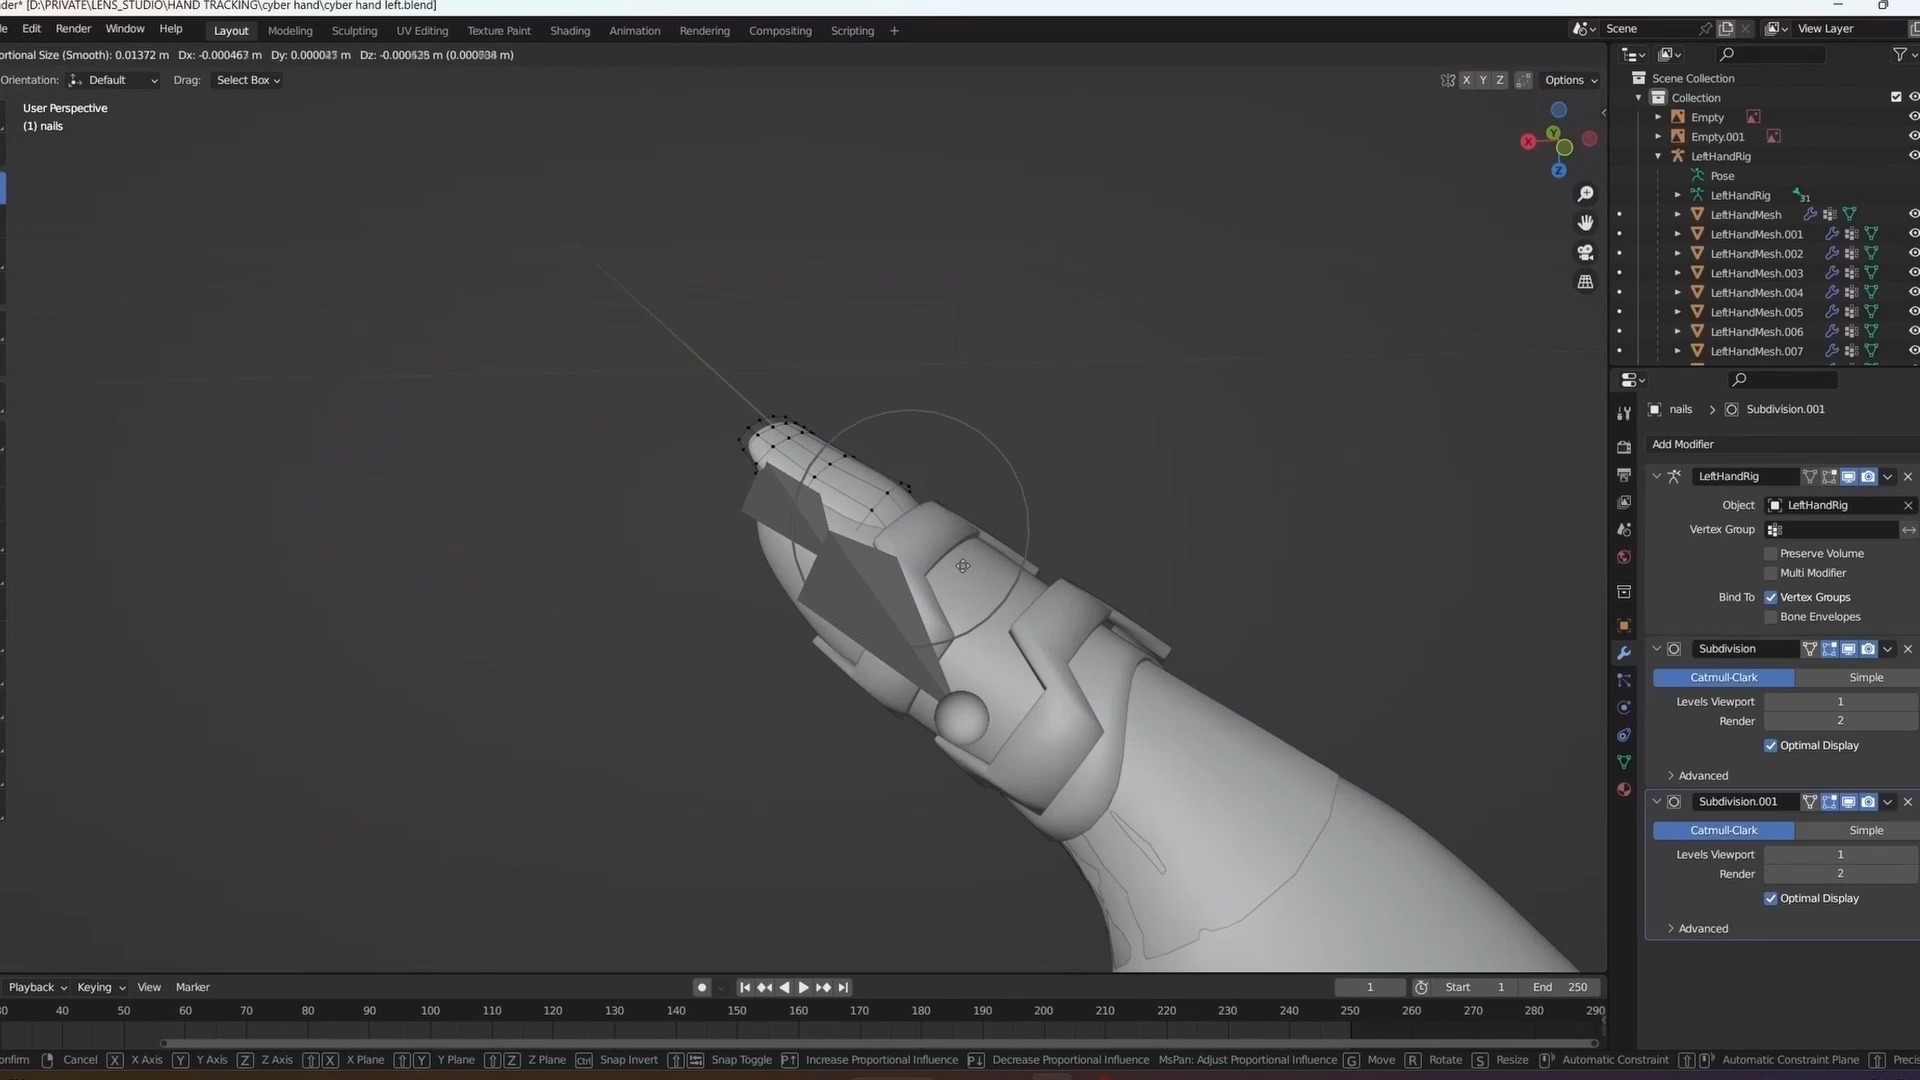 der* [D:\PRIVATE\LENS_STUDIO\HAND TRACKING\cyber hand\cyber hand left.blend]
le Edit Render Window Help Layout Modeling Sculpting UV Editing Texture Paint Shading Animation Rendering Compositing Scripting + Scene View Layer
ortional Size (Smooth): 0.01372 m Dx: -0.000467 m Dy: 0.000047 m
Orientation: Default Drag: Select Box X Y Z Options
User Perspective
(1) nails
X Y Z
Scene Collection
Collection
Empty
Empty.001
LeftHandRig
Pose
LeftHandRig 31
LeftHandMesh
LeftHandMesh.001
LeftHandMesh.002
LeftHandMesh.003
LeftHandMesh.004
LeftHandMesh.005
LeftHandMesh.006
LeftHandMesh.007
nails > Subdivision.001
Add Modifier
LeftHandRig
Object LeftHandRig
Vertex Group
Preserve Volume
Multi Modifier
Bind To Vertex Groups
Bone Envelopes
Subdivision
Catmull-Clark Simple
Levels Viewport 1
Render 2
Optimal Display
Advanced
Subdivision.001
Catmull-Clark Simple
Levels Viewport 1
Render 2
Optimal Display
Advanced
Playback Keying View Marker 1 Start 1 End 250
30 40 50 60 70 80 90 100 110 120 130 140 150 160 170 180 190 200 210 220 230 240 250 260 270 280 290
onfirm Cancel X X Axis Y Y Axis Z Z Axis X X Plane Y Y Plane Z Z Plane Ctrl Snap Invert Snap Toggle Increase Proportional Influence Decrease Proportional Influence MsPan: Adjust Proportional Influence G Move R Rotate S Resize Automatic Constraint Automatic Constraint Plane Precis